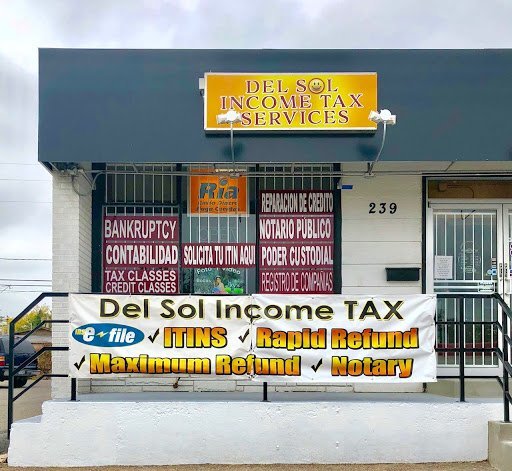 DEL SOL
INCOME TAX
SERVICES
Ria
BANKRUPTCY
CONTABILIDAD
TAX CLASSES
CREDIT CLASSES
SOLICITA TU ITIN AQUI
REPARACION DE CREDITO
NOTARIO PÚBLICO
PODER CUSTODIAL
REGISTRO DE COMPAÑIAS
239
Del Sol Income TAX
e file ✓ ITINS ✓ Rapid Refund
✓ Maximum Refund ✓ Notary